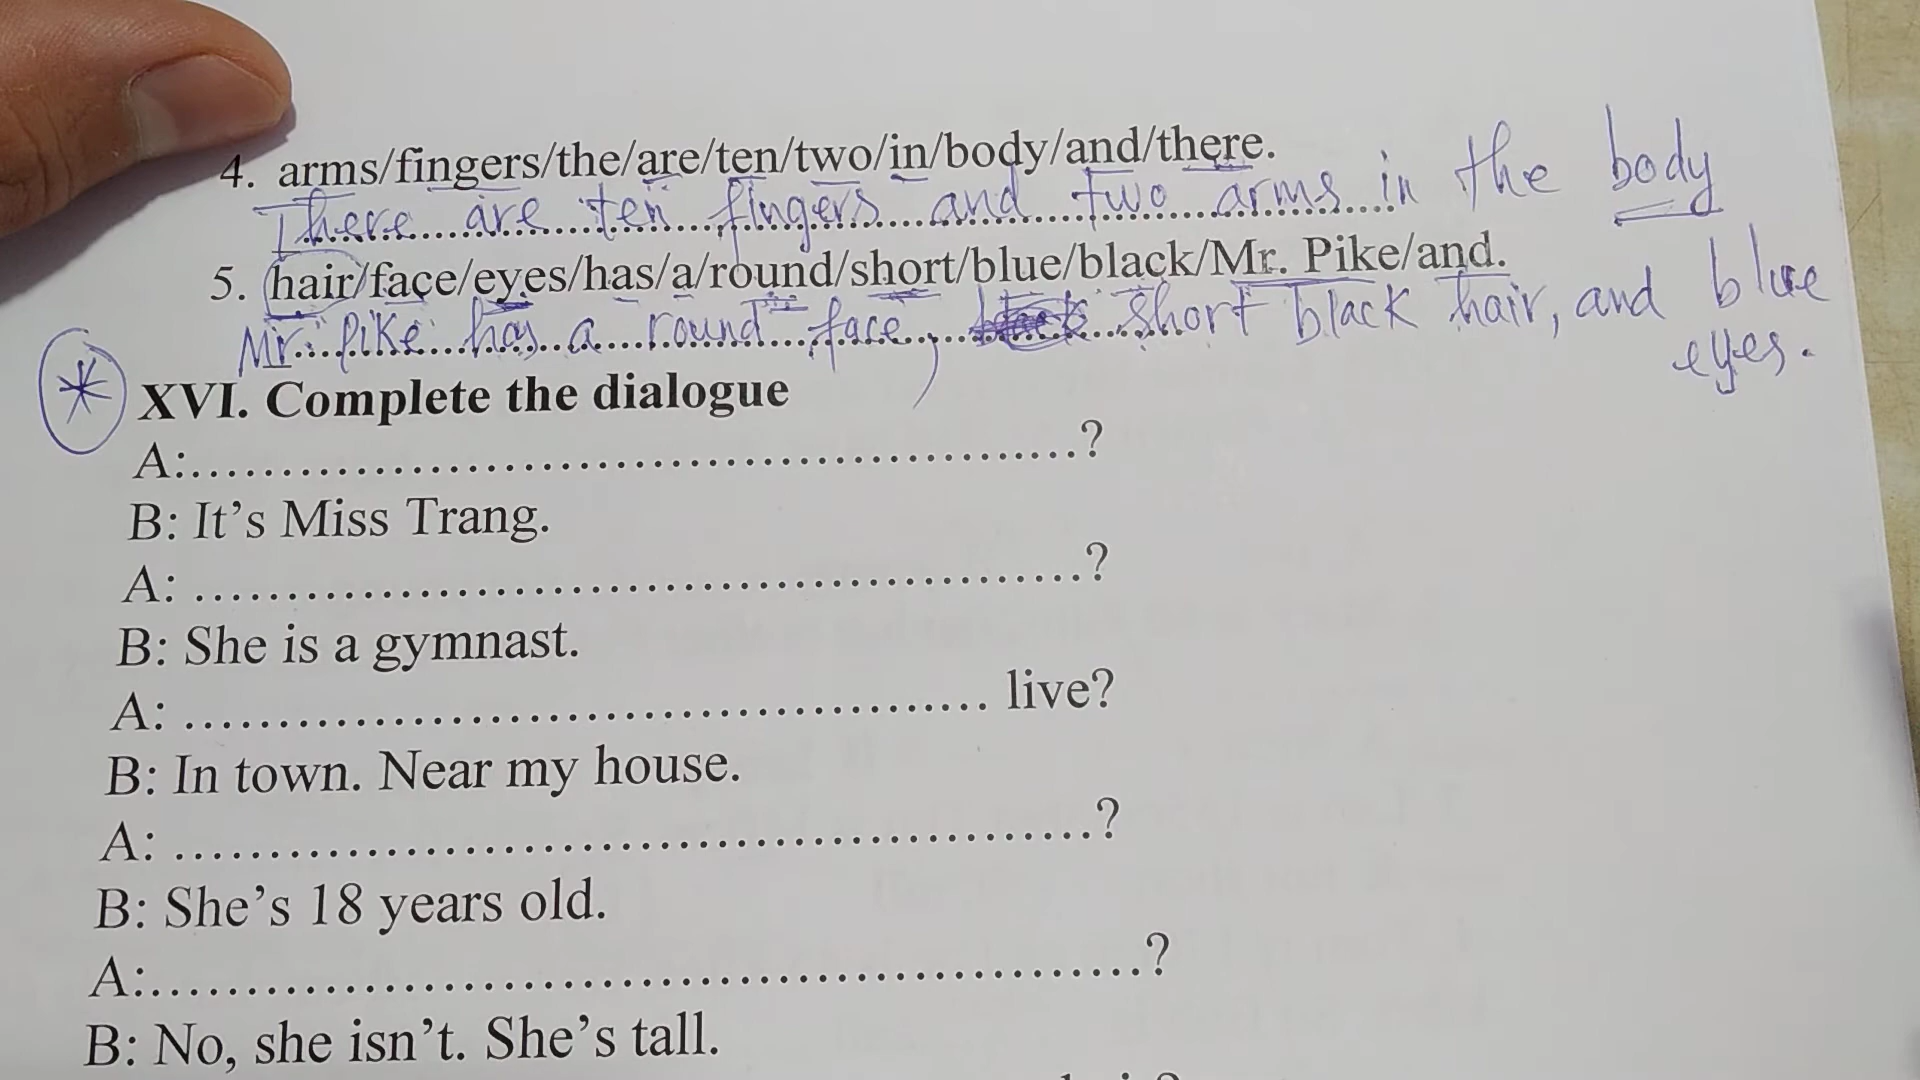 4. arms/fingers/the/are/ten/two/in/body/and/there.
There are ten fingers and two arms in the body
5. hair/face/eyes/has/a/round/short/blue/black/Mr. Pike/and.
Mr. Pike has a round face, short black hair, and blue
eyes.
XVI. Complete the dialogue
A:..................................................?
B: It's Miss Trang.
A: ..................................................?
B: She is a gymnast.
A: ............................................ live?
B: In town. Near my house.
A: ..................................................?
B: She's 18 years old.
A:.....................................................?
B: No, she isn't. She's tall.